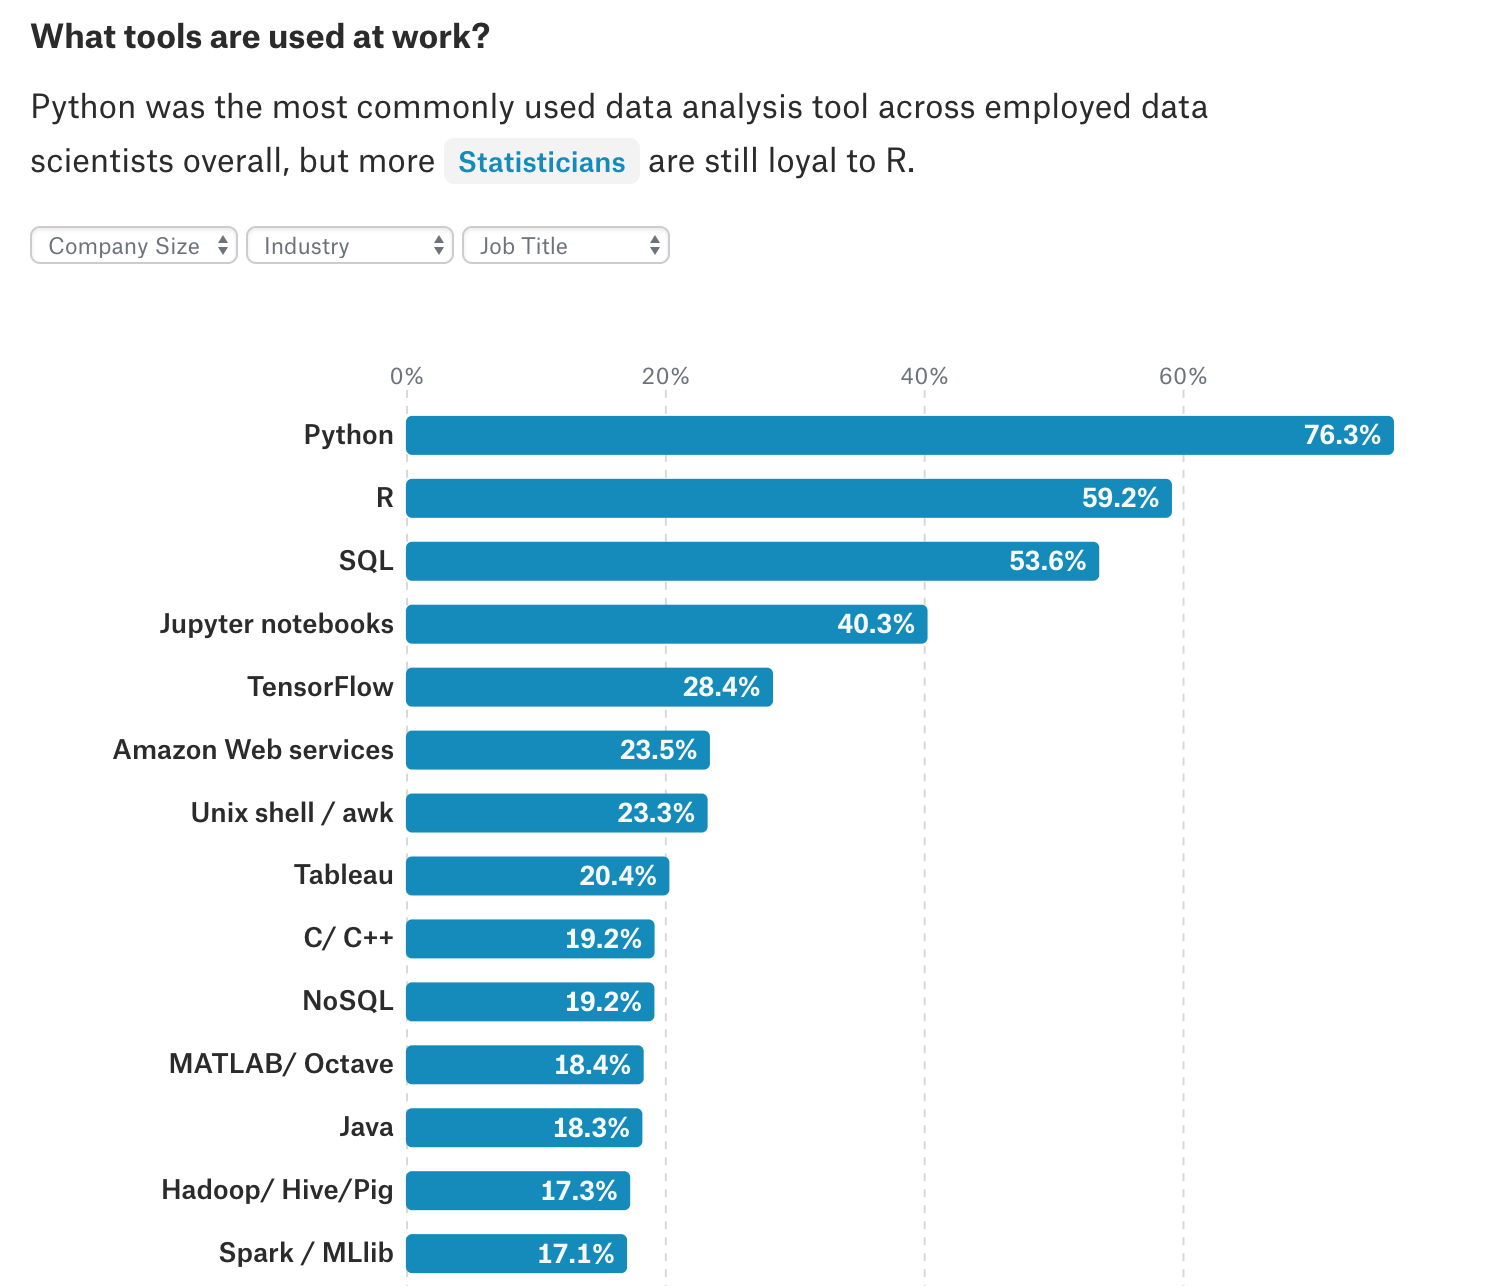 What tools are used at work?
Python was the most commonly used data analysis tool across employed data
scientists overall, but more Statisticians are still loyal to R.
Company Size Industry Job Title
0% 20% 40% 60%
Python 76.3%
R 59.2%
SQL 53.6%
Jupyter notebooks 40.3%
TensorFlow 28.4%
Amazon Web services 23.5%
Unix shell / awk 23.3%
Tableau 20.4%
C/ C++ 19.2%
NoSQL 19.2%
MATLAB/ Octave 18.4%
Java 18.3%
Hadoop/ Hive/Pig 17.3%
Spark / MLlib 17.1%